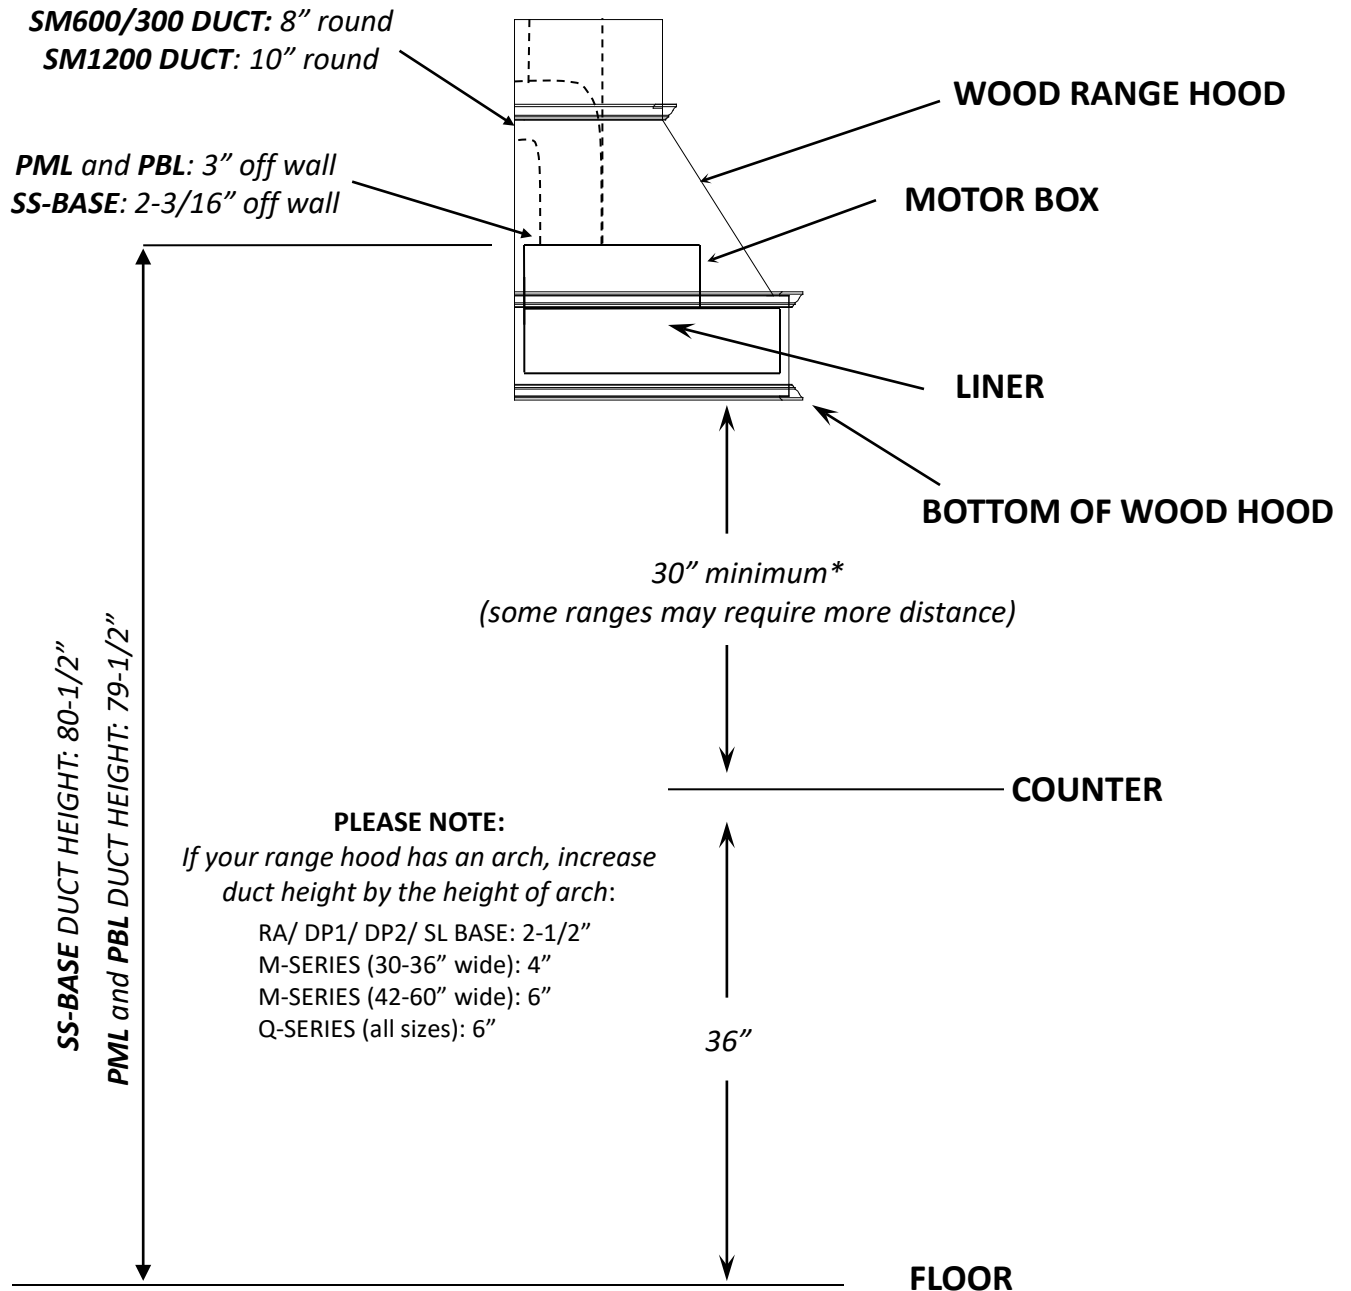 SM600/300 DUCT: 8” round
SM1200 DUCT: 10” round
WOOD RANGE HOOD
PML and PBL: 3” off wall
SS-BASE: 2-3/16” off wall
MOTOR BOX
LINER
BOTTOM OF WOOD HOOD
30” minimum*
(some ranges may require more distance)
SS-BASE DUCT HEIGHT: 80-1/2”
PML and PBL DUCT HEIGHT: 79-1/2”
COUNTER
PLEASE NOTE:
If your range hood has an arch, increase
duct height by the height of arch:
RA/ DP1/ DP2/ SL BASE: 2-1/2”
M-SERIES (30-36” wide): 4”
M-SERIES (42-60” wide): 6”
Q-SERIES (all sizes): 6”
36”
FLOOR